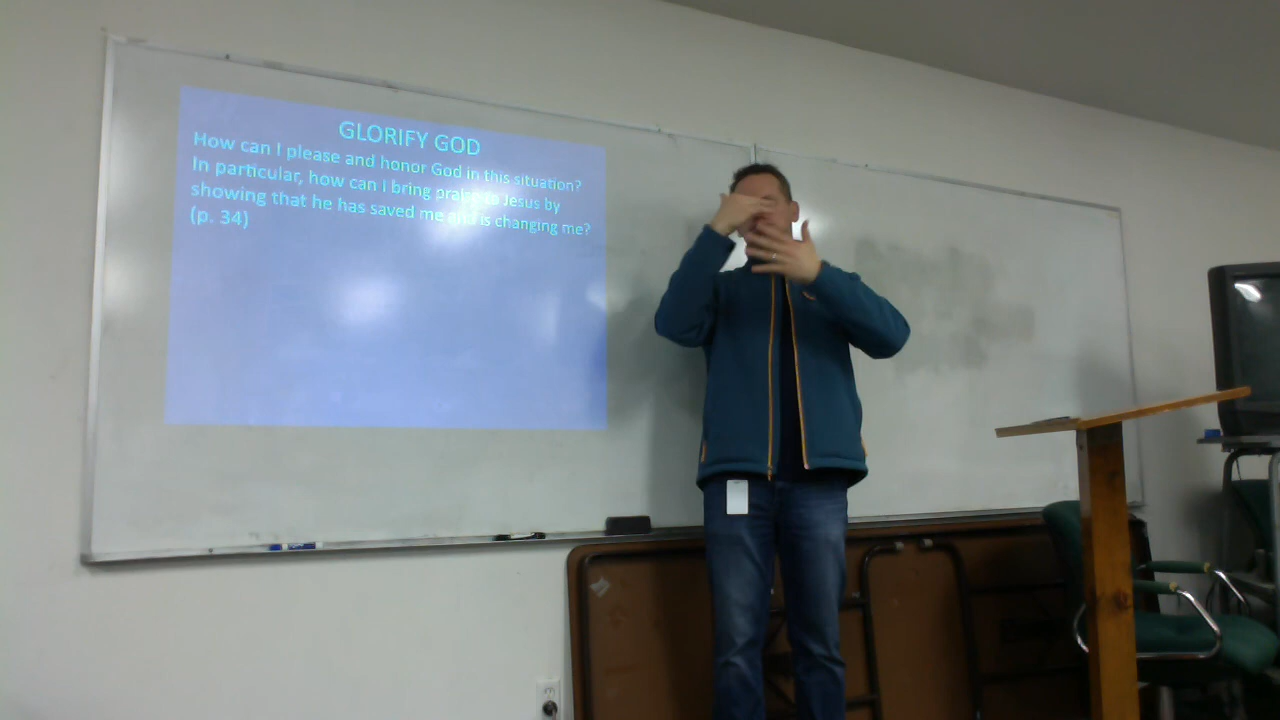 GLORIFY GOD
How can I please and honor God in this situation?
In particular, how can I bring praise to Jesus by
showing that he has saved me and is changing me?
(p. 34)